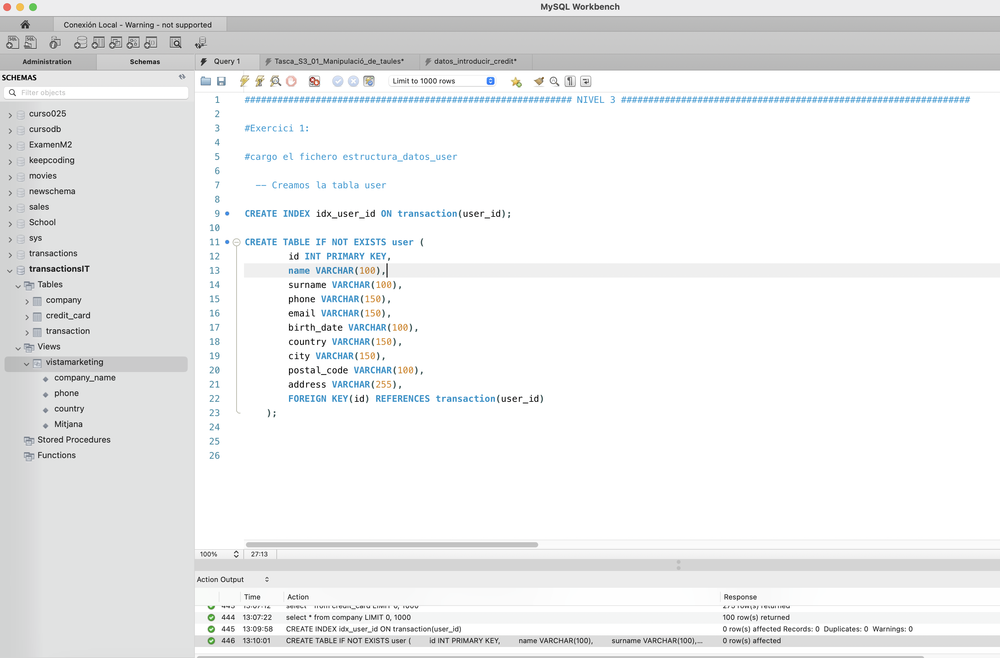 MySQL Workbench
Conexión Local - Warning - not supported
SQL
SQL
Administration
Schemas
Query 1
Tasca_S3_01_Manipulació_de_taules*
datos_introducir_credit*
SCHEMAS
Filter objects
Limit to 1000 rows
curso025
cursodb
ExamenM2
keepcoding
movies
newschema
sales
School
sys
transactions
transactionsIT
Tables
company
credit_card
transaction
Views
vistamarketing
company_name
phone
country
Mitjana
Stored Procedures
Functions
1 ############################################################ NIVEL 3 ################################################################
2
3 #Exercici 1:
4
5 #cargo el fichero estructura_datos_user
6
7 -- Creamos la tabla user
8
9 CREATE INDEX idx_user_id ON transaction(user_id);
10
11 CREATE TABLE IF NOT EXISTS user (
12 id INT PRIMARY KEY,
13 name VARCHAR(100),
14 surname VARCHAR(100),
15 phone VARCHAR(150),
16 email VARCHAR(150),
17 birth_date VARCHAR(100),
18 country VARCHAR(150),
19 city VARCHAR(150),
20 postal_code VARCHAR(100),
21 address VARCHAR(255),
22 FOREIGN KEY(id) REFERENCES transaction(user_id)
23 );
24
25
26
100% 27:13
Action Output
Time Action Response
443 13:07:12 select * from credit_card LIMIT 0, 1000 275 row(s) returned
444 13:07:22 select * from company LIMIT 0, 1000 100 row(s) returned
445 13:09:58 CREATE INDEX idx_user_id ON transaction(user_id) 0 row(s) affected Records: 0 Duplicates: 0 Warnings: 0
446 13:10:01 CREATE TABLE IF NOT EXISTS user ( id INT PRIMARY KEY, name VARCHAR(100), surname VARCHAR(100),... 0 row(s) affected